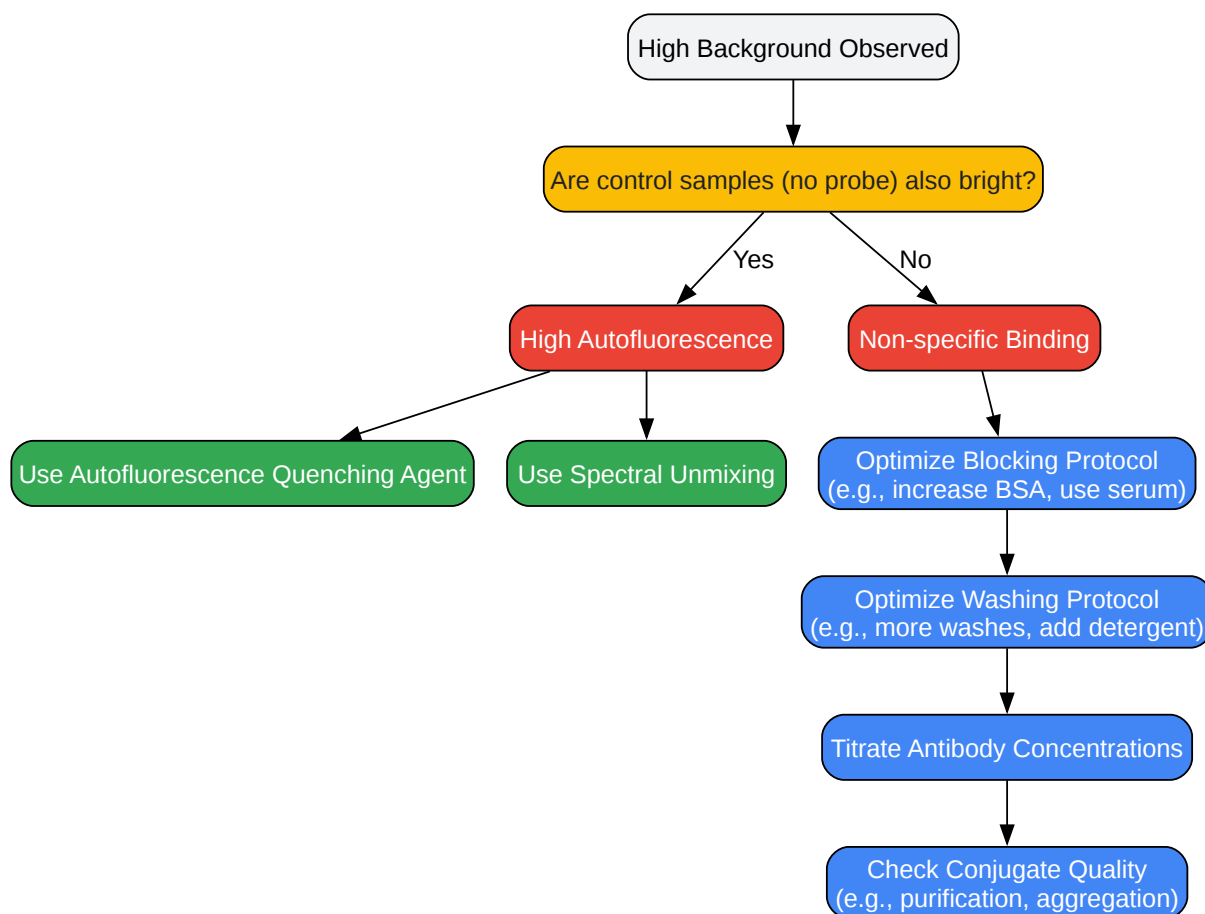 High Background Observed
Are control samples (no probe) also bright?
Yes
No
High Autofluorescence
Non-specific Binding
Use Autofluorescence Quenching Agent
Use Spectral Unmixing
Optimize Blocking Protocol
(e.g., increase BSA, use serum)
Optimize Washing Protocol
(e.g., more washes, add detergent)
Titrate Antibody Concentrations
Check Conjugate Quality
(e.g., purification, aggregation)